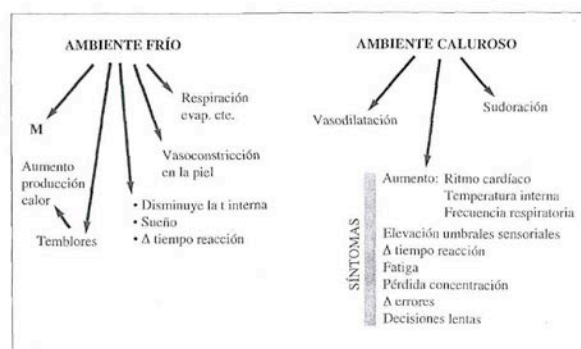 AMBIENTE FRÍO
Respiración
evap. cte.
M
Vasoconstricción
en la piel
Aumento
producción
calor
• Disminuye la t interna
• Sueño
• Δ tiempo reacción
Temblores
AMBIENTE CALUROSO
Sudoración
Vasodilatación
SÍNTOMAS
Aumento: Ritmo cardíaco
Temperatura interna
Frecuencia respiratoria
Elevación umbrales sensoriales
Δ tiempo reacción
Fatiga
Pérdida concentración
Δ errores
Decisiones lentas